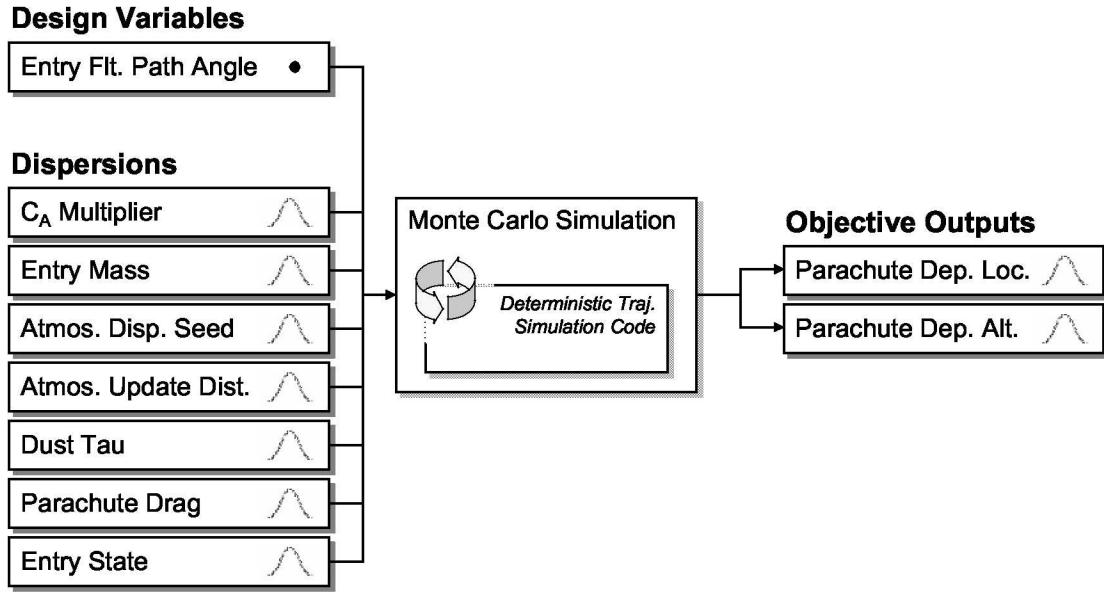 Design Variables
Entry Flt. Path Angle
Dispersions
C_A Multiplier
Entry Mass
Atmos. Disp. Seed
Atmos. Update Dist.
Dust Tau
Parachute Drag
Entry State
Monte Carlo Simulation
Deterministic Traj.
Simulation Code
Objective Outputs
Parachute Dep. Loc.
Parachute Dep. Alt.